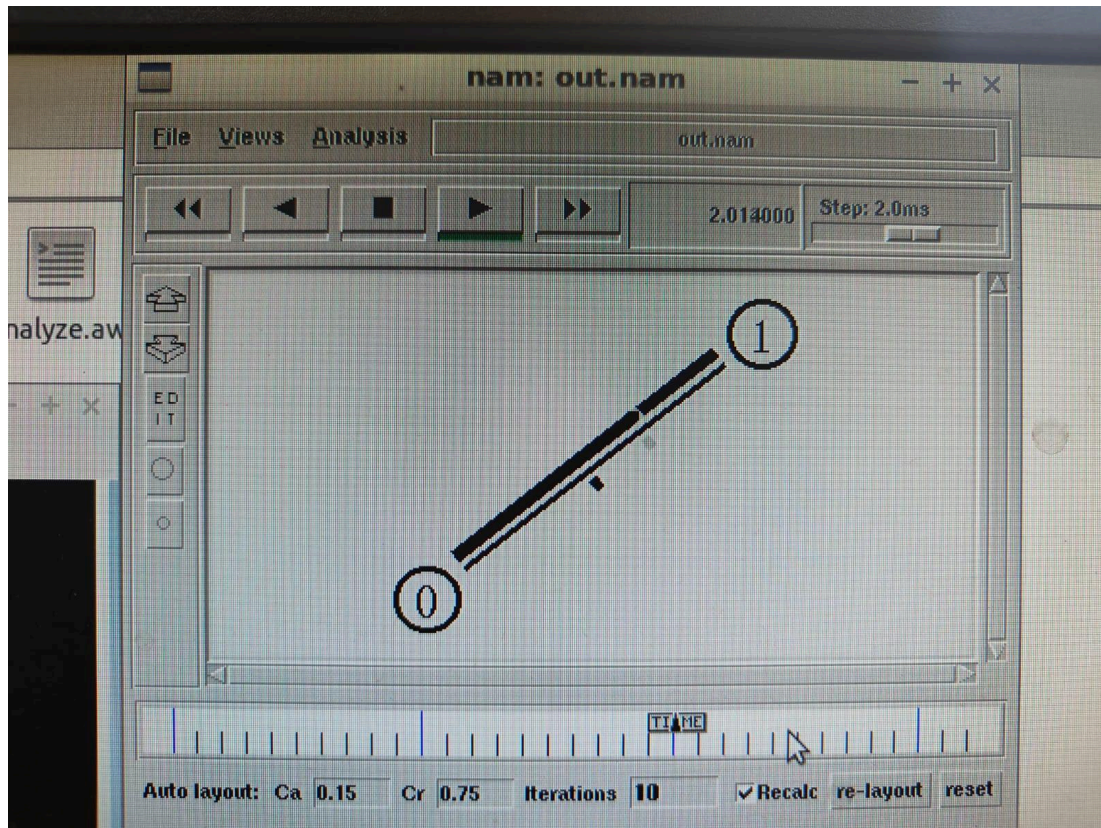 nam: out.nam
File Views Analysis out.nam
2.014000 Step: 2.0ms
nalyze.aw
ED
IT
1
0
TIME
Auto layout: Ca 0.15 Cr 0.75 Iterations 10 Recalc re-layout reset